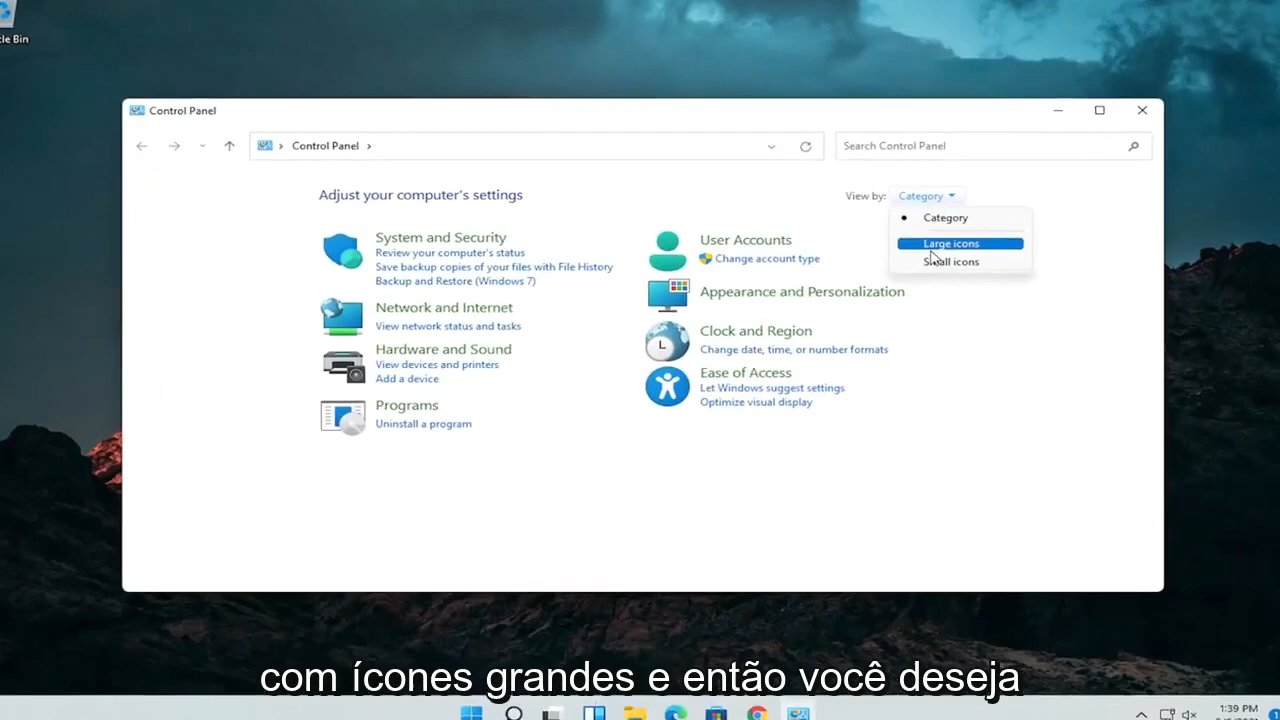 cle Bin
Control Panel
Control Panel
Search Control Panel
Adjust your computer's settings
View by: Category
Category
Large icons
Small icons
System and Security
Review your computer's status
Save backup copies of your files with File History
Backup and Restore (Windows 7)
Network and Internet
View network status and tasks
Hardware and Sound
View devices and printers
Add a device
Programs
Uninstall a program
User Accounts
Change account type
Appearance and Personalization
Clock and Region
Change date, time, or number formats
Ease of Access
Let Windows suggest settings
Optimize visual display
com ícones grandes e então você deseja
1:39 PM